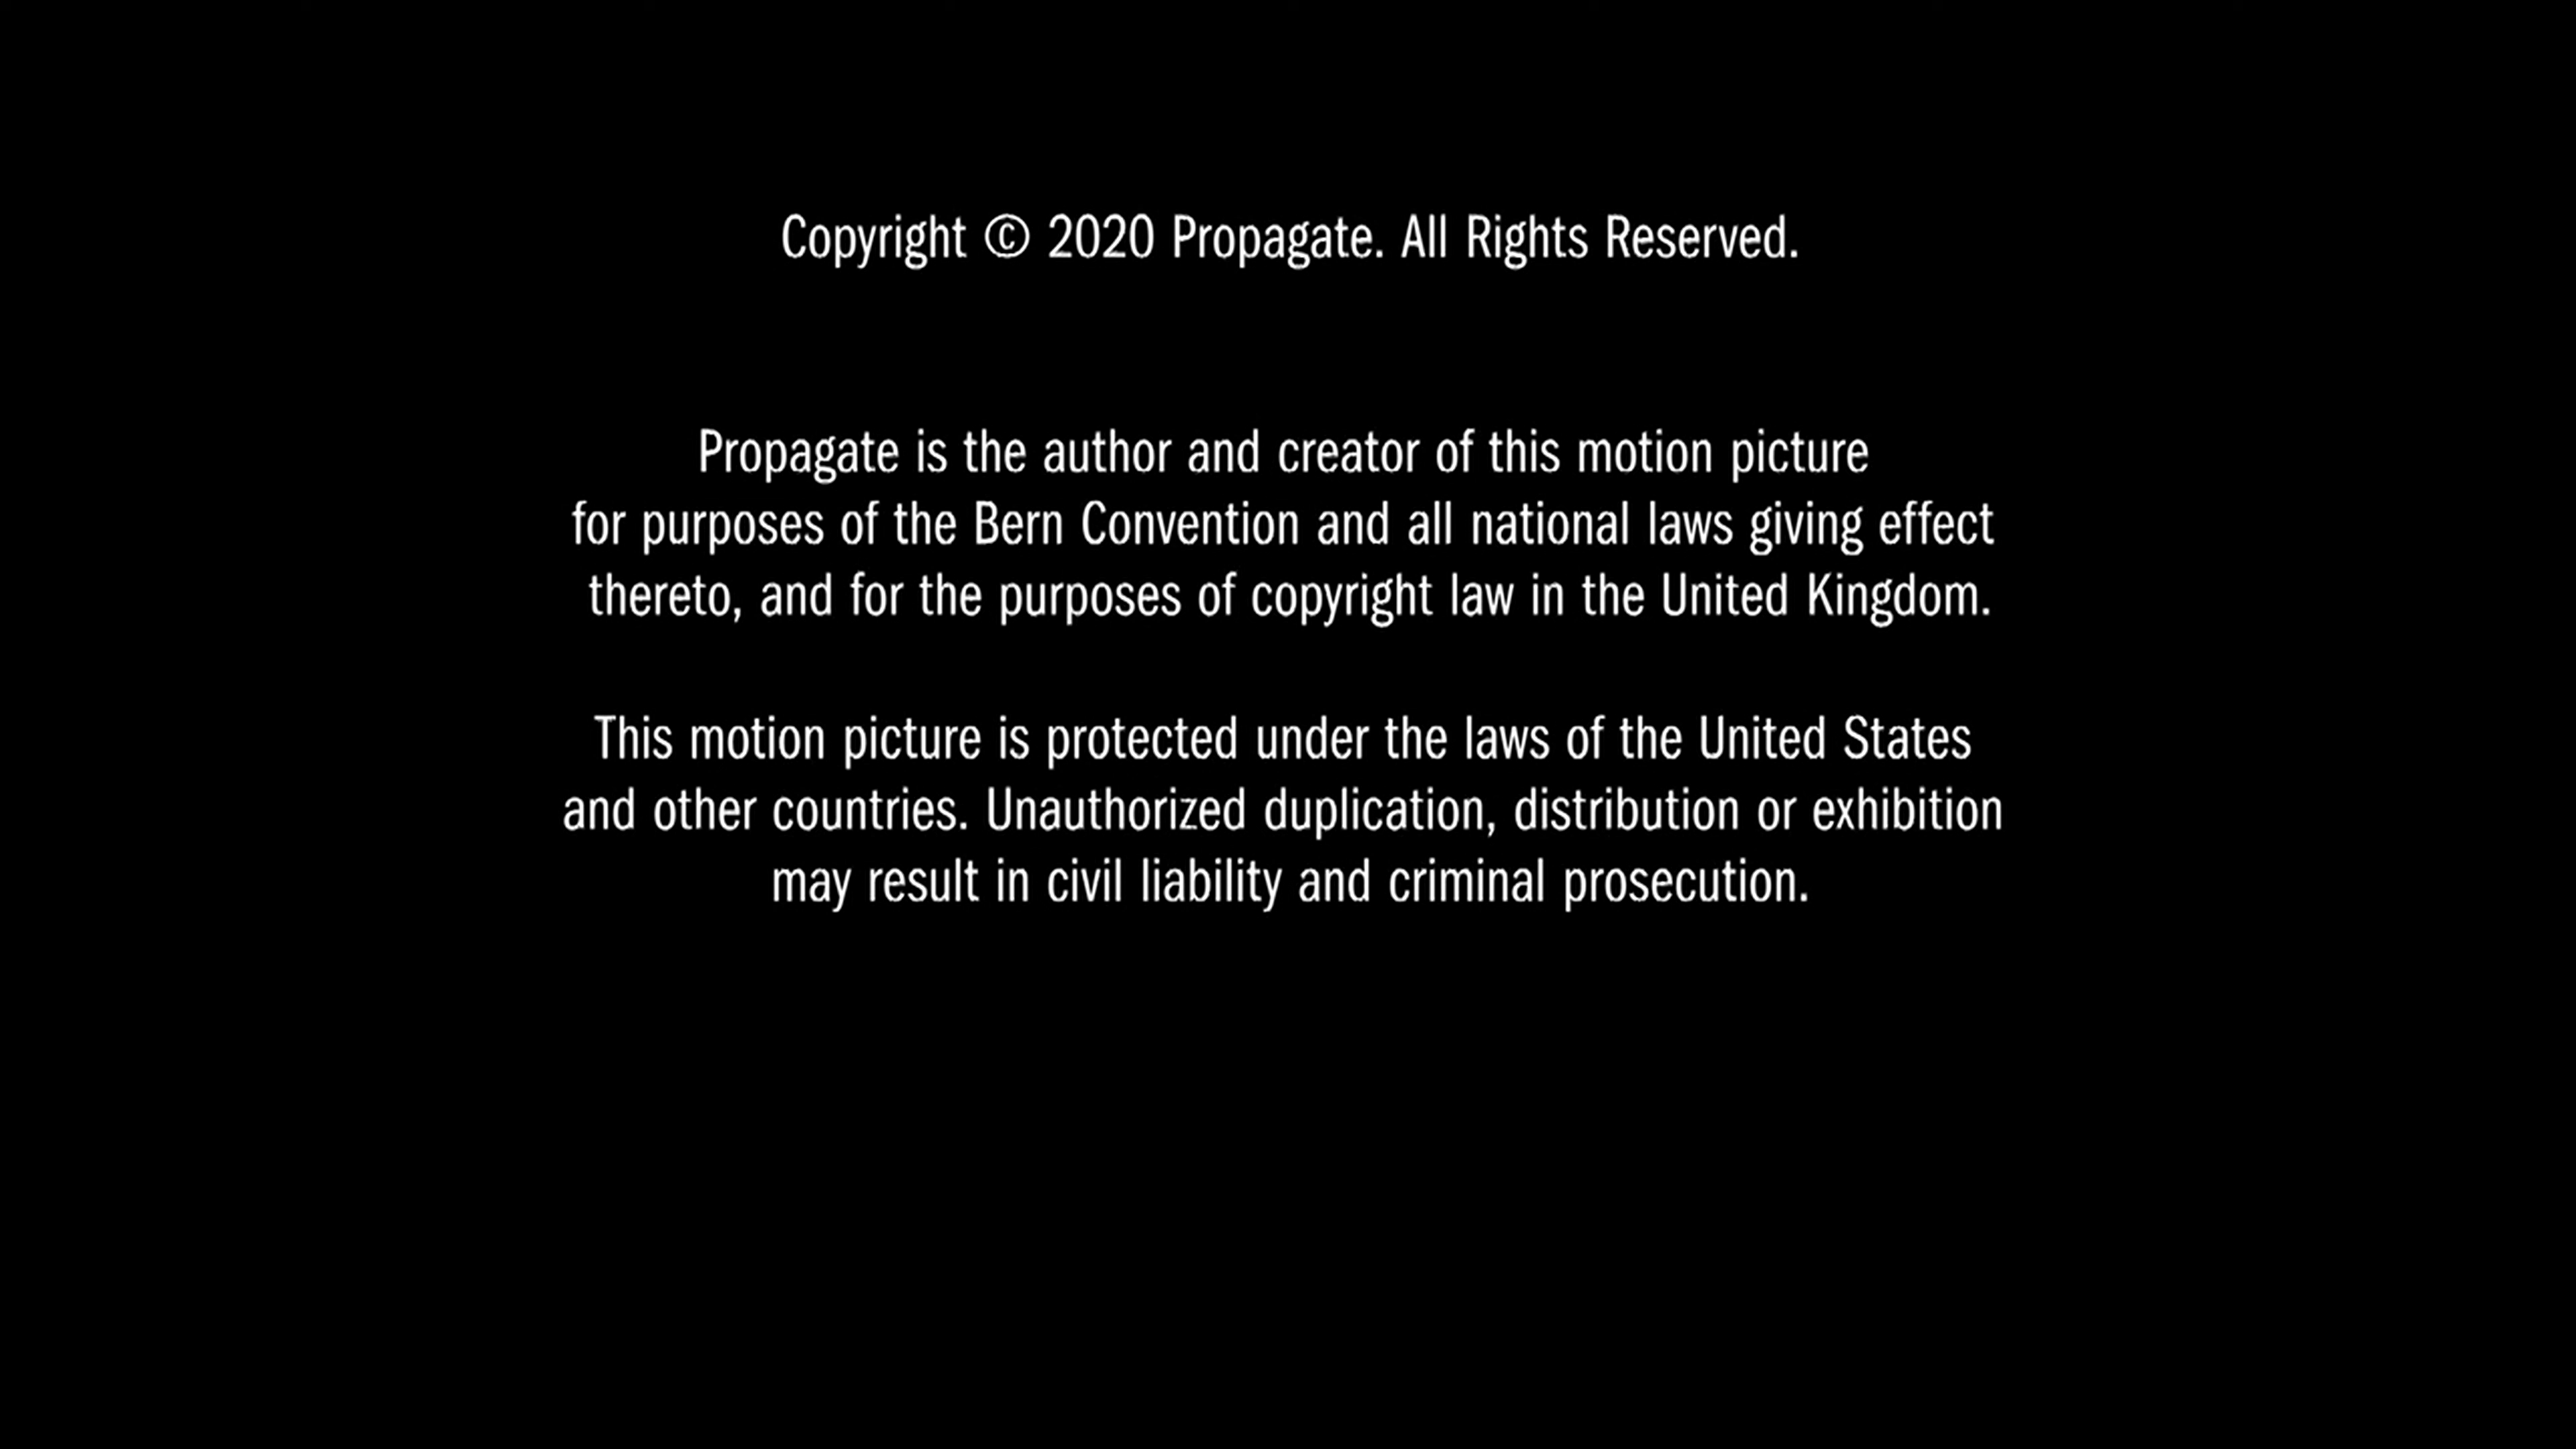 Copyright © 2020 Propagate. All Rights Reserved.
Propagate is the author and creator of this motion picture
for purposes of the Bern Convention and all national laws giving effect
thereto, and for the purposes of copyright law in the United Kingdom.
This motion picture is protected under the laws of the United States
and other countries. Unauthorized duplication, distribution or exhibition
may result in civil liability and criminal prosecution.